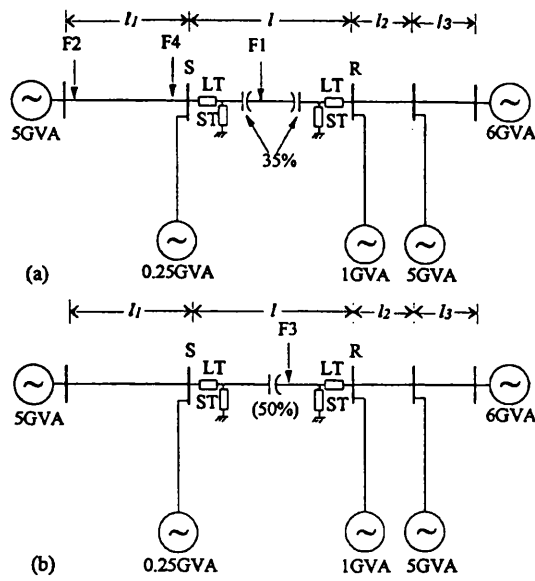 l1 l l2 l3
F2 F4 S LT F1 LT R
ST ST
5GVA 35% 6GVA
(a) 0.25GVA 1GVA 5GVA
l1 l l2 l3
S LT F3 LT R
ST (50%) ST
5GVA 6GVA
0.25GVA 1GVA 5GVA
(b)